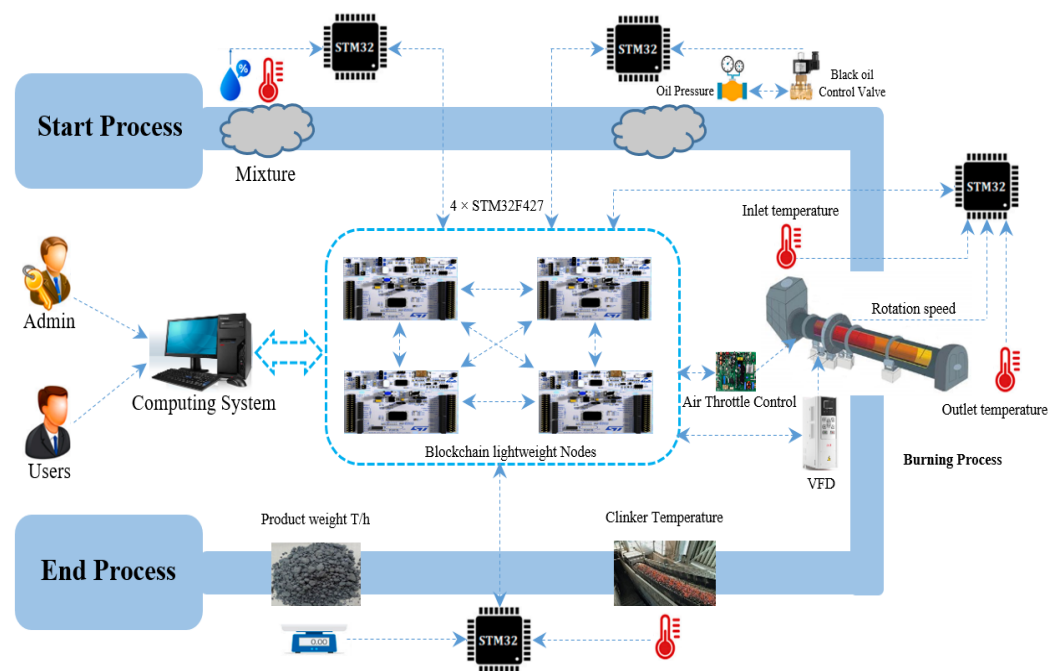 STM32
STM32
%
Oil Pressure
Black oil
Control Valve
Start Process
Mixture
STM32
4 × STM32F427
Inlet temperature
Admin
Rotation speed
Computing System
Air Throttle Control
Outlet temperature
Users
Blockchain lightweight Nodes
Burning Process
VFD
Product weight T/h
Clinker Temperature
End Process
0.00
STM32